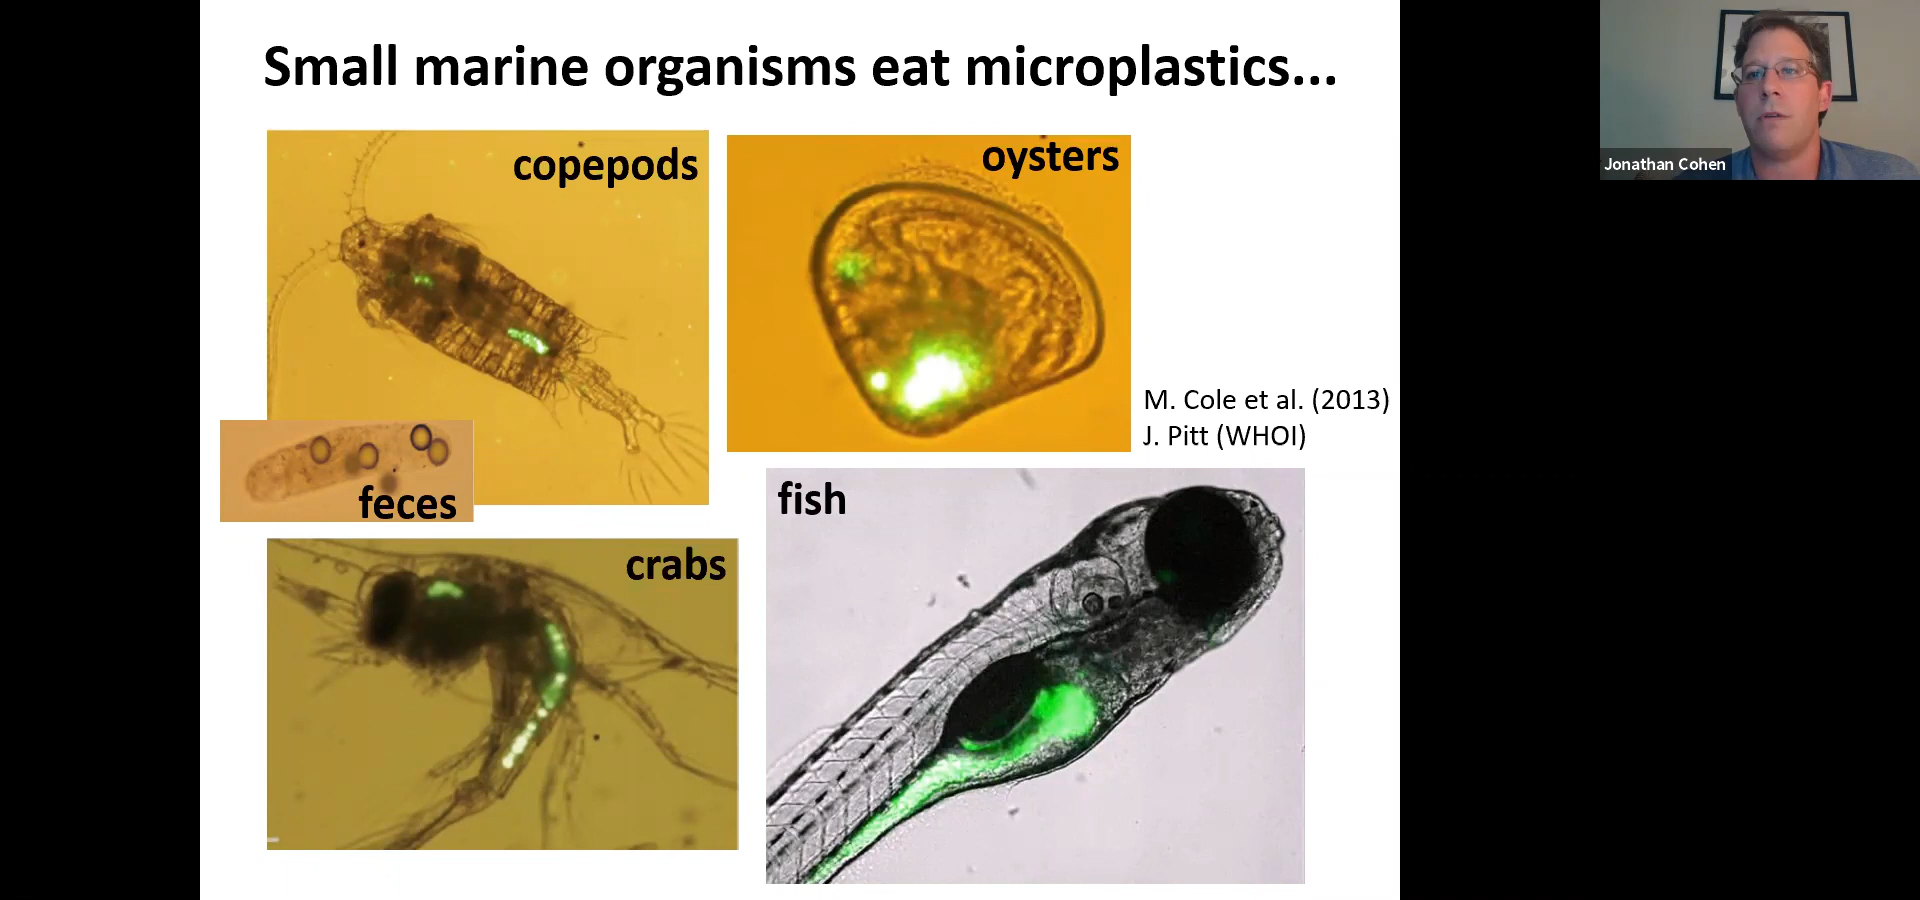 Small marine organisms eat microplastics...
Jonathan Cohen
copepods
oysters
M. Cole et al. (2013)
J. Pitt (WHOI)
feces
fish
crabs